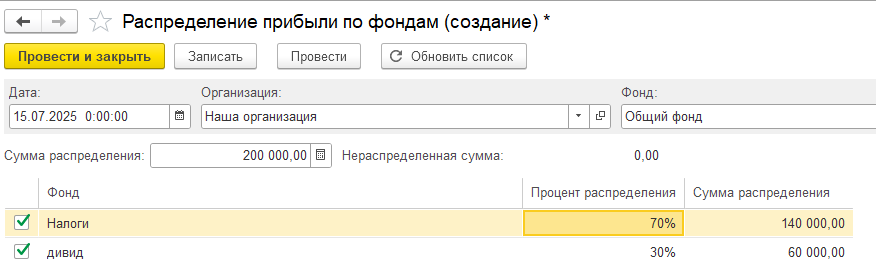 Распределение прибыли по фондам (создание) *
Провести и закрыть Записать Провести Обновить список
Дата: Организация: Фонд:
15.07.2025 0:00:00 Наша организация Общий фонд
Сумма распределения: 200 000,00 Нераспределенная сумма: 0,00
Фонд Процент распределения Сумма распределения
Налоги 70% 140 000,00
дивид 30% 60 000,00